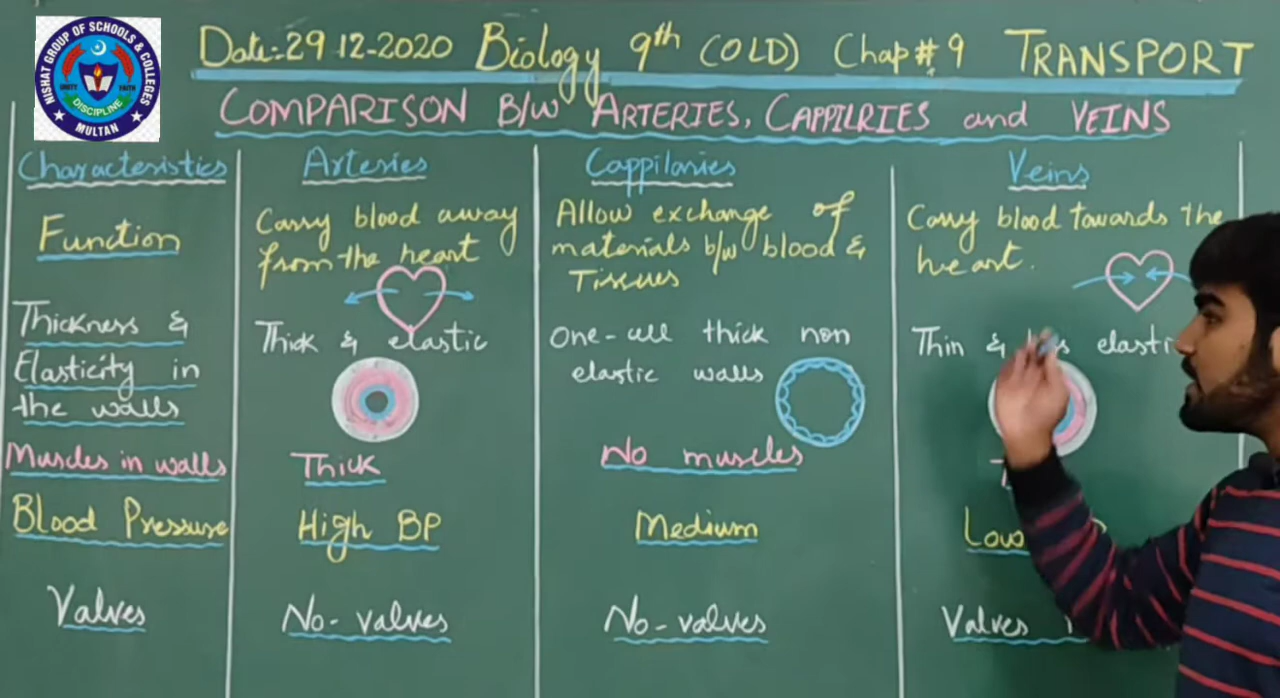 NISHAT GROUP OF SCHOOLS & COLLEGES
UNITY FAITH
DISCIPLINE
MULTAN
Date:-29 12-2020 Biology 9th (OLD) Chap#9 TRANSPORT
COMPARISON B/W ARTERIES, CAPPILRIES and VEINS
Characteristics Arteries Cappilaries Veins
Function
Carry blood away
from the heart
Allow exchange of
materials b/w blood &
Tissues
Carry blood towards the
heart.
Thickness &
Elasticity in
the walls
Thick & elastic
One-cell thick non
elastic walls
Thin & elasti
Muscles in walls Thick No muscles
Blood Pressure High BP Medium Low
Valves No-valves No-valves Valves